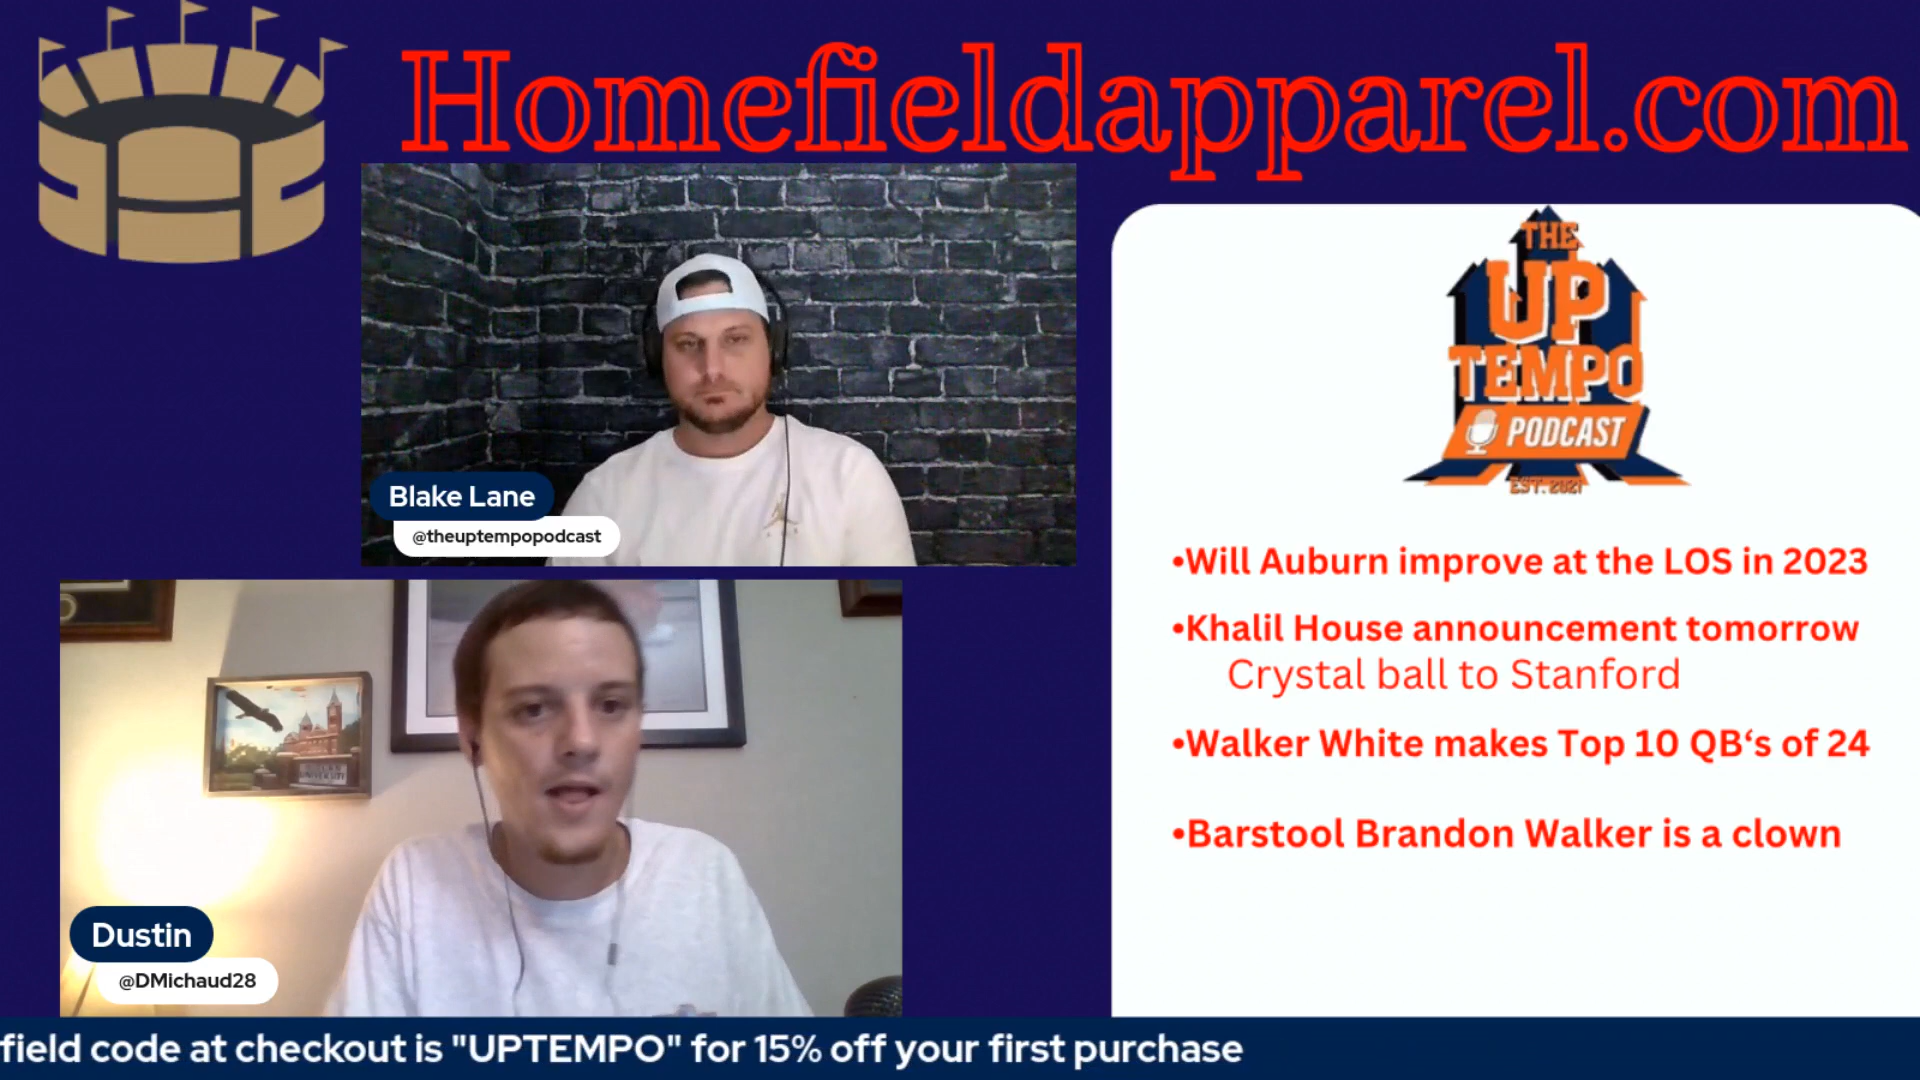 Homefieldapparel.com
THE
UP
TEMPO
PODCAST
EST. 2021
Blake Lane
@theuptempopodcast
•Will Auburn improve at the LOS in 2023
•Khalil House announcement tomorrow
Crystal ball to Stanford
•Walker White makes Top 10 QB‘s of 24
•Barstool Brandon Walker is a clown
Dustin
@DMichaud28
field code at checkout is "UPTEMPO" for 15% off your first purchase